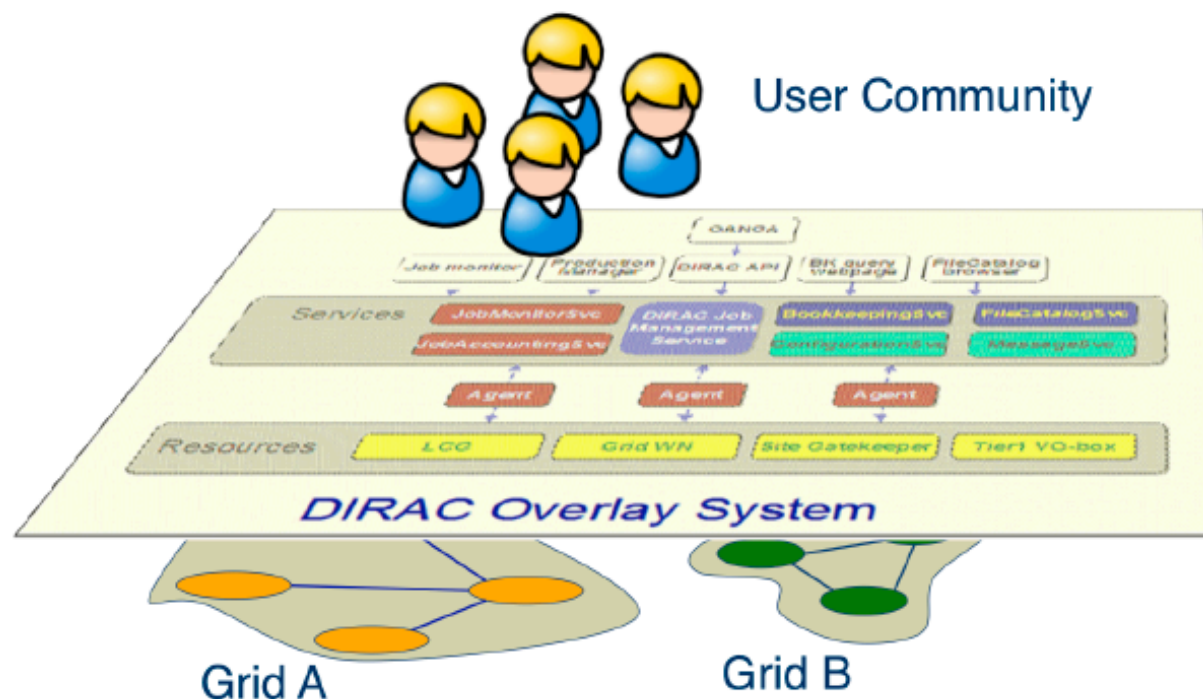 User Community
GANGA
Job monitor
Production
Manager
DIRAC API
BK query
webpage
FileCatalog
browser
Services
JobMonitorSvc
DIRAC Job
Management
Service
BookkeepingSvc
FileCatalogSvc
JobAccountingSvc
ConfigurationSvc
MessageSvc
Agent
Agent
Agent
Resources
LCG
Grid WN
Site Gatekeeper
Tier1 VO-box
DIRAC Overlay System
Grid A
Grid B